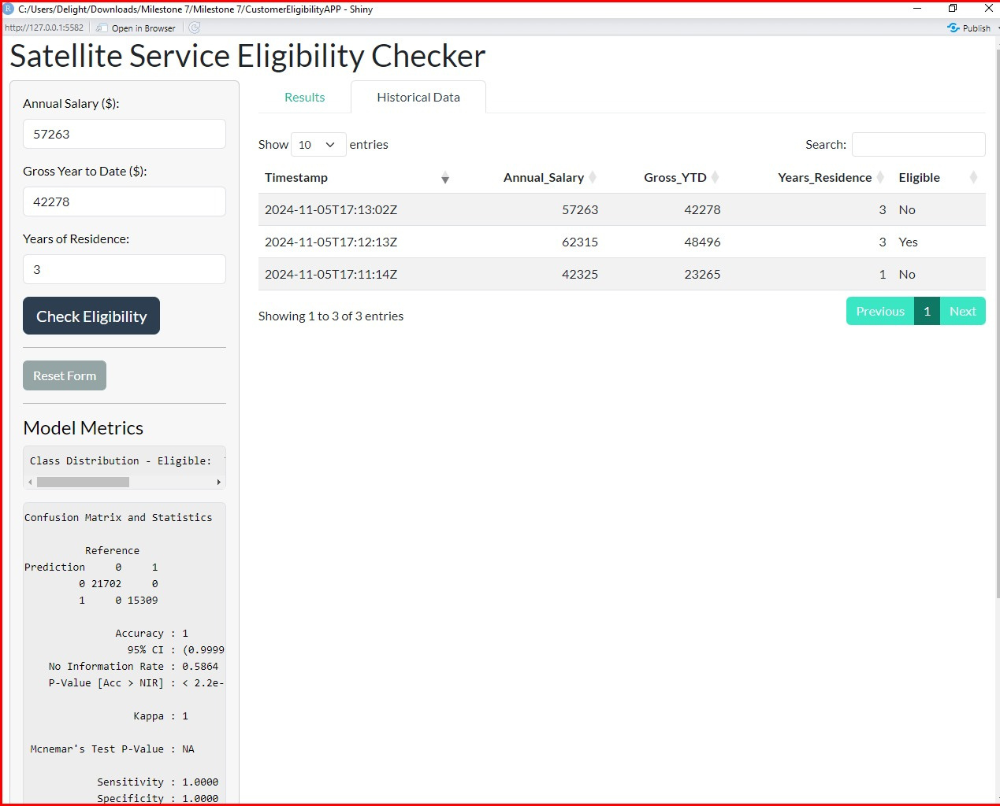 C:/Users/Delight/Downloads/Milestone 7/Milestone 7/CustomerEligibilityAPP - Shiny
http://127.0.0.1:5582 Open in Browser Publish
Satellite Service Eligibility Checker
Annual Salary ($):
57263
Gross Year to Date ($):
42278
Years of Residence:
3
Check Eligibility
Reset Form
Model Metrics
Class Distribution - Eligible:
Confusion Matrix and Statistics
Reference
Prediction 0 1
0 21702 0
1 0 15309
Accuracy : 1
95% CI : (0.9999
No Information Rate : 0.5864
P-Value [Acc > NIR] : < 2.2e-
Kappa : 1
Mcnemar's Test P-Value : NA
Sensitivity : 1.0000
Specificity : 1.0000
Results Historical Data
Show 10 entries Search:
Timestamp Annual_Salary Gross_YTD Years_Residence Eligible
2024-11-05T17:13:02Z 57263 42278 3 No
2024-11-05T17:12:13Z 62315 48496 3 Yes
2024-11-05T17:11:14Z 42325 23265 1 No
Showing 1 to 3 of 3 entries Previous 1 Next